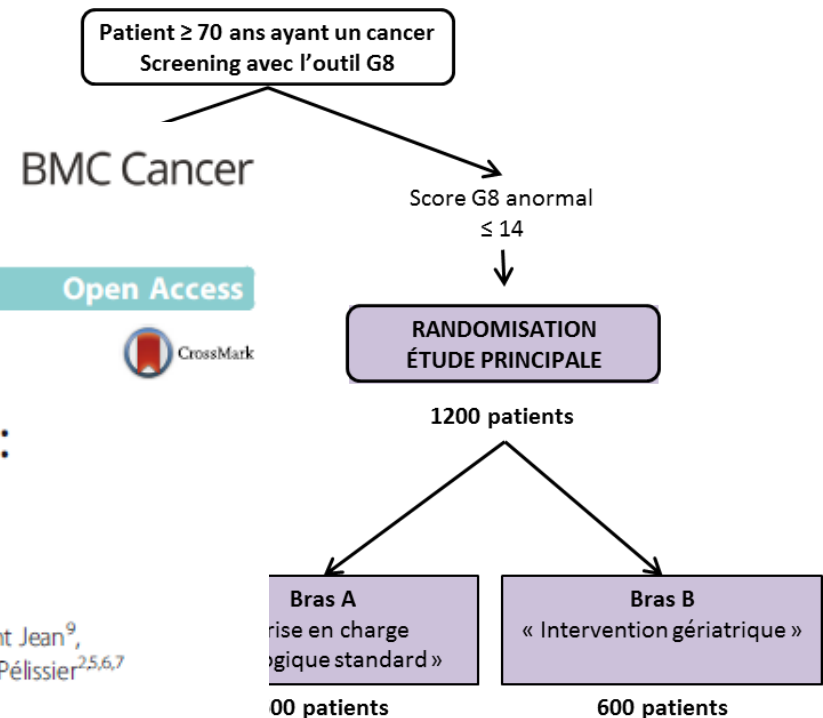 Patient ≥ 70 ans ayant un cancer
Screening avec l’outil G8
BMC Cancer
Open Access
CrossMark
:
nt Jean⁹,
Pélissier²,⁵,⁶,⁷
Score G8 anormal
≤ 14
RANDOMISATION
ÉTUDE PRINCIPALE
1200 patients
Bras A
rise en charge
ogique standard »
00 patients
Bras B
« Intervention gériatrique »
600 patients